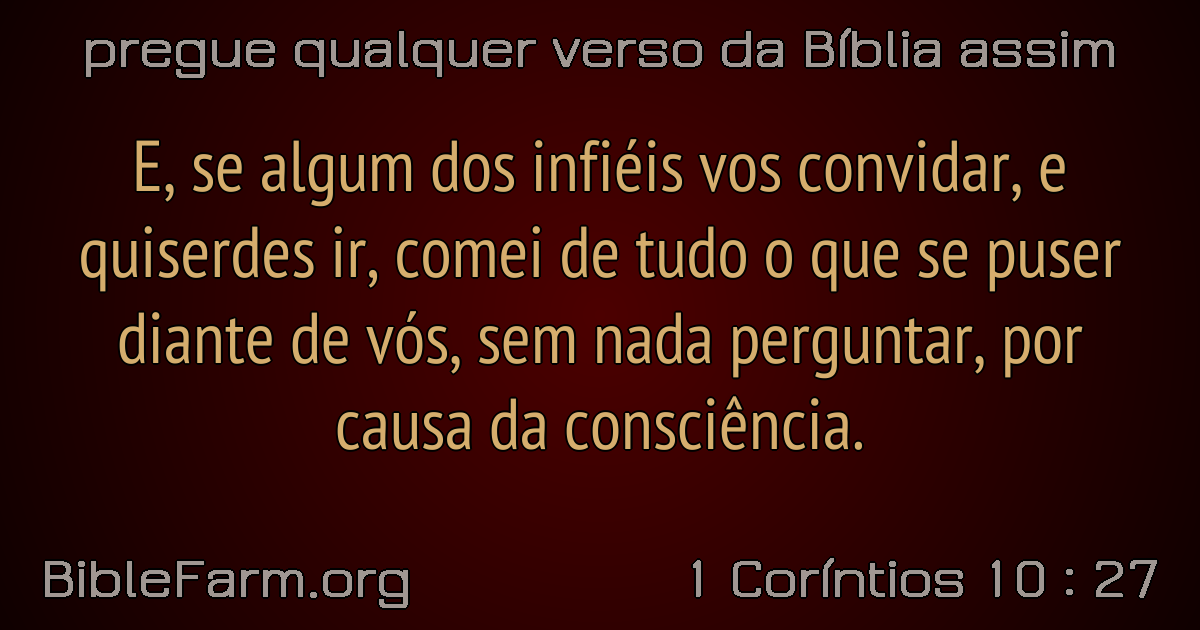 pregue qualquer verso da Bíblia assim
E, se algum dos infiéis vos convidar, e
quiserdes ir, comei de tudo o que se puser
diante de vós, sem nada perguntar, por
causa da consciência.
BibleFarm.org
1 Coríntios 10 : 27